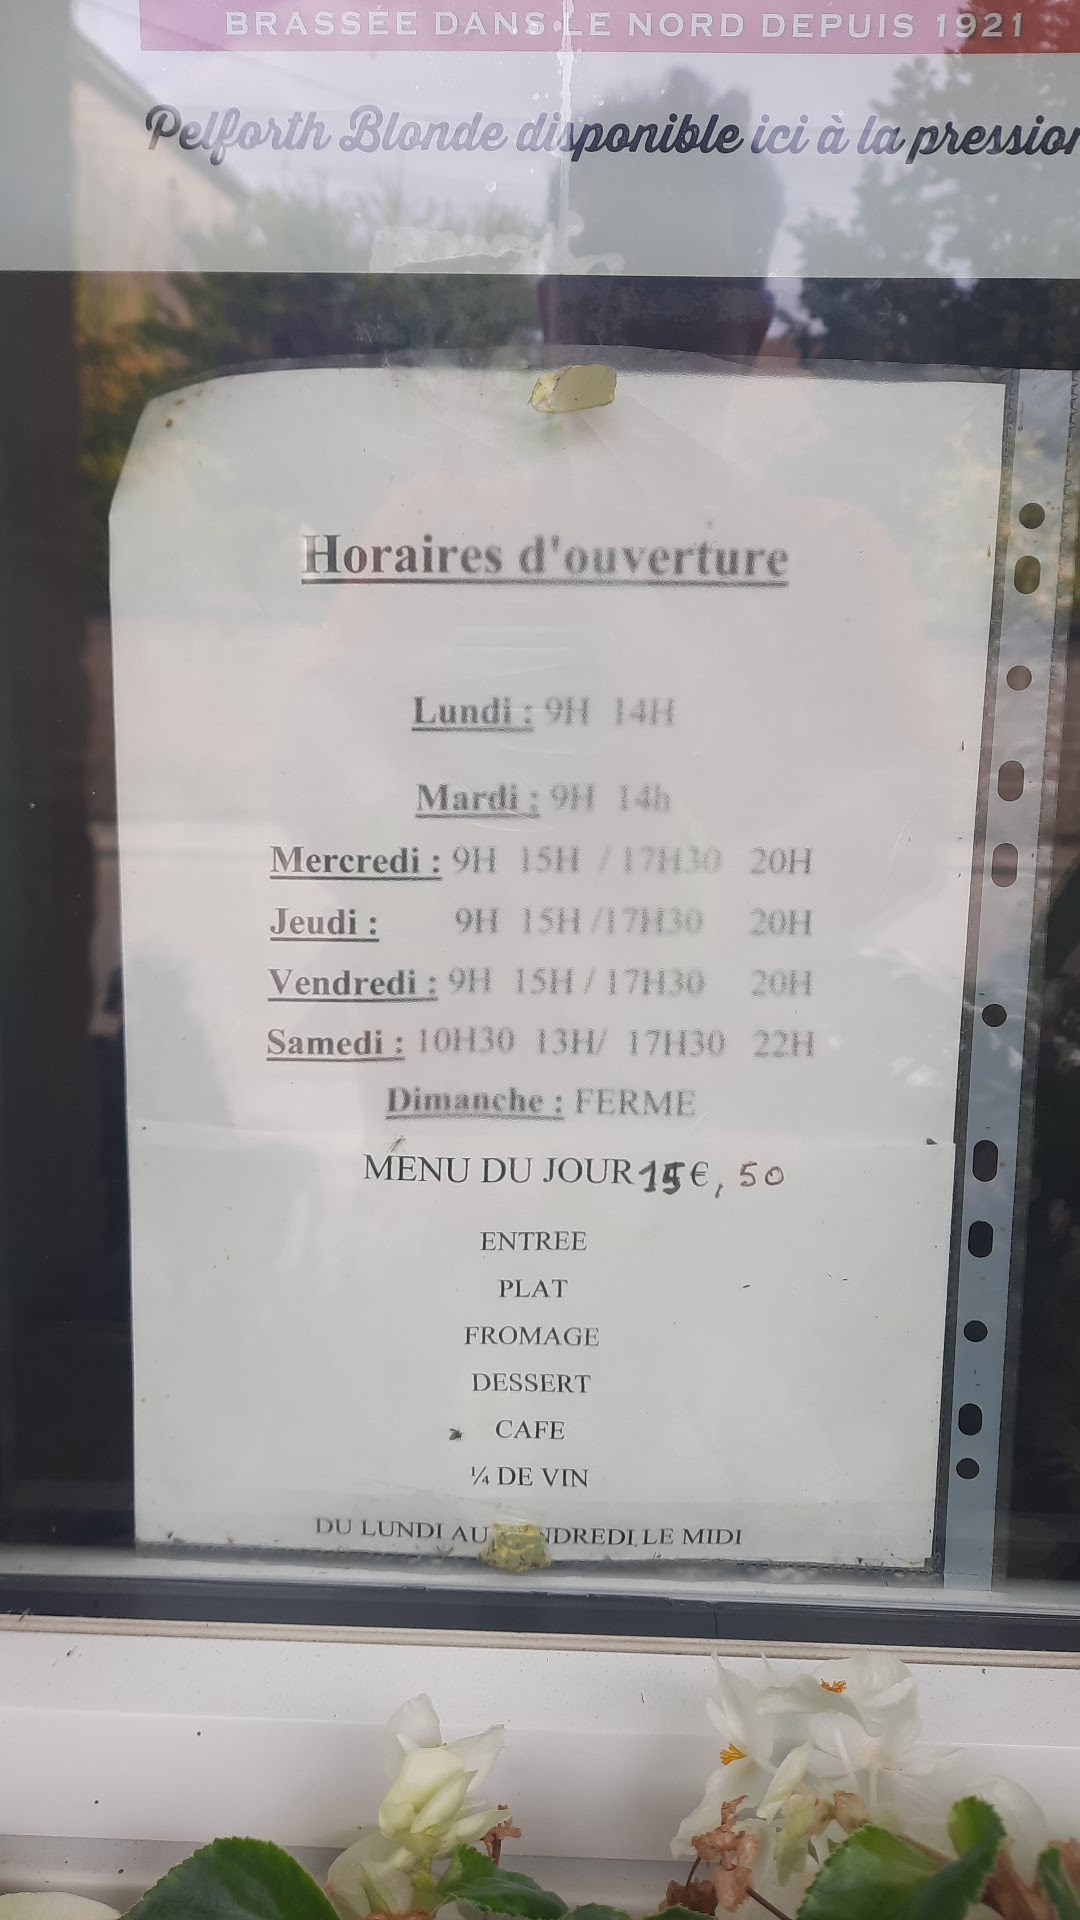 BRASSÉE DANS LE NORD DEPUIS 1921
Pelforth Blonde disponible ici à la pression
Horaires d'ouverture
Lundi : 9H 14H
Mardi : 9H 14h
Mercredi : 9H 15H / 17H30 20H
Jeudi : 9H 15H /17H30 20H
Vendredi : 9H 15H / 17H30 20H
Samedi : 10H30 13H/ 17H30 22H
Dimanche : FERME
MENU DU JOUR 15€, 50
ENTREE
PLAT
FROMAGE
DESSERT
CAFE
¼ DE VIN
DU LUNDI AU VENDREDI LE MIDI